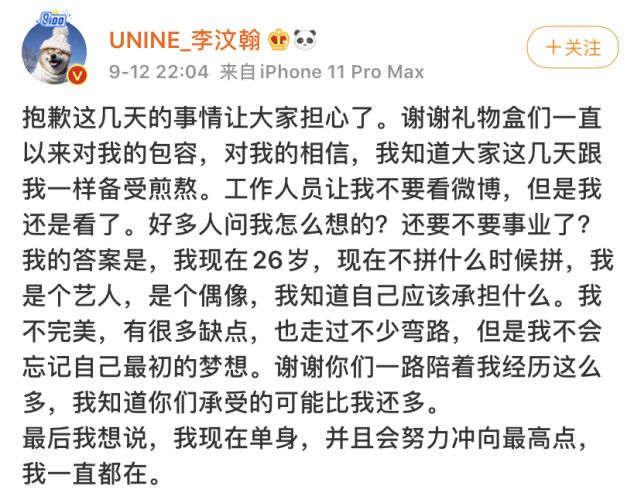 9100
UNINE_李汶翰
9-12 22:04 来自iPhone 11 Pro Max
+关注
抱歉这几天的事情让大家担心了。谢谢礼物盒们一直
以来对我的包容，对我的相信，我知道大家这几天跟
我一样备受煎熬。工作人员让我不要看微博，但是我
还是看了。好多人问我怎么想的？还要不要事业了？
我的答案是，我现在26岁，现在不拼什么时候拼，我
是个艺人，是个偶像，我知道自己应该承担什么。我
不完美，有很多缺点，也走过不少弯路，但是我不会
忘记自己最初的梦想。谢谢你们一路陪着我经历这么
多，我知道你们承受的可能比我还多。
最后我想说，我现在单身，并且会努力冲向最高点，
我一直都在。